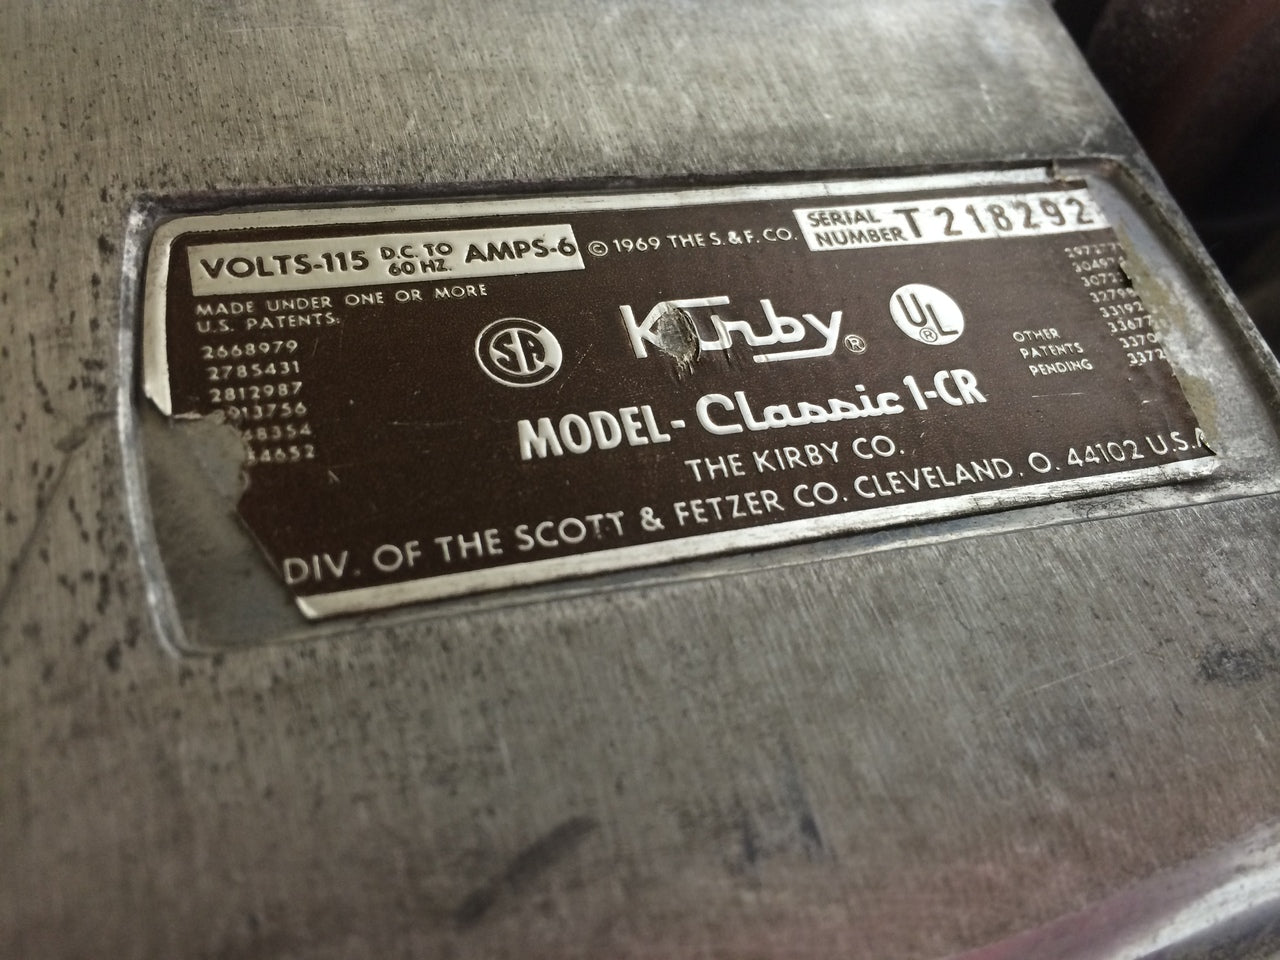 VOLTS-115 D.C. TO 60 HZ. AMPS-6
© 1969 THE S. & F. CO.
SERIAL NUMBER T 218292
MADE UNDER ONE OR MORE
U.S. PATENTS.
2668979
2785431
2812987
SA
Kirby®
UL®
MODEL- Classic 1-CR
THE KIRBY CO.
DIV. OF THE SCOTT & FETZER CO. CLEVELAND, O. 44102 U.S.A
OTHER
PATENTS
PENDING